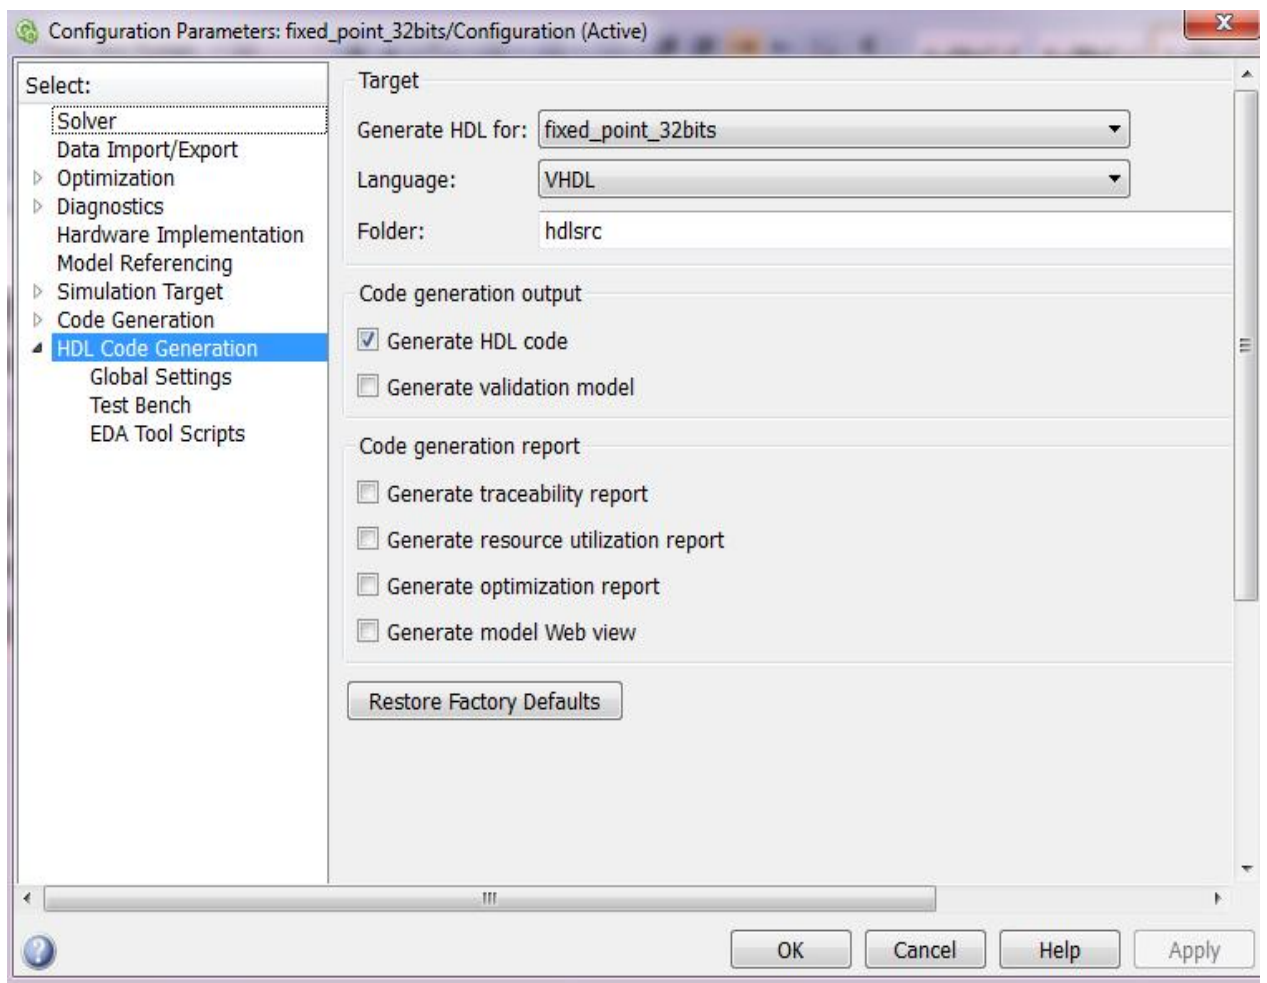 Configuration Parameters: fixed_point_32bits/Configuration (Active)
Select:
Solver
Data Import/Export
Optimization
Diagnostics
Hardware Implementation
Model Referencing
Simulation Target
Code Generation
HDL Code Generation
Global Settings
Test Bench
EDA Tool Scripts
Target
Generate HDL for: fixed_point_32bits
Language: VHDL
Folder: hdlsrc
Code generation output
Generate HDL code
Generate validation model
Code generation report
Generate traceability report
Generate resource utilization report
Generate optimization report
Generate model Web view
Restore Factory Defaults
OK Cancel Help Apply